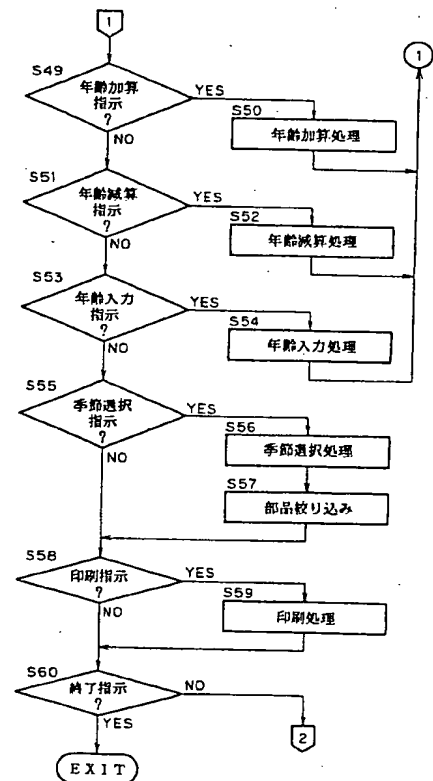 1
S49
年齢加算
指示
?
YES
NO
1
S50
年齢加算処理
S51
年齢減算
指示
?
YES
NO
S52
年齢減算処理
S53
年齢入力
指示
?
YES
NO
S54
年齢入力処理
S55
季節選択
指示
?
YES
NO
S56
季節選択処理
S57
部品絞り込み
S58
印刷指示
?
YES
NO
S59
印刷処理
S60
終了指示
?
NO
YES
2
EXIT